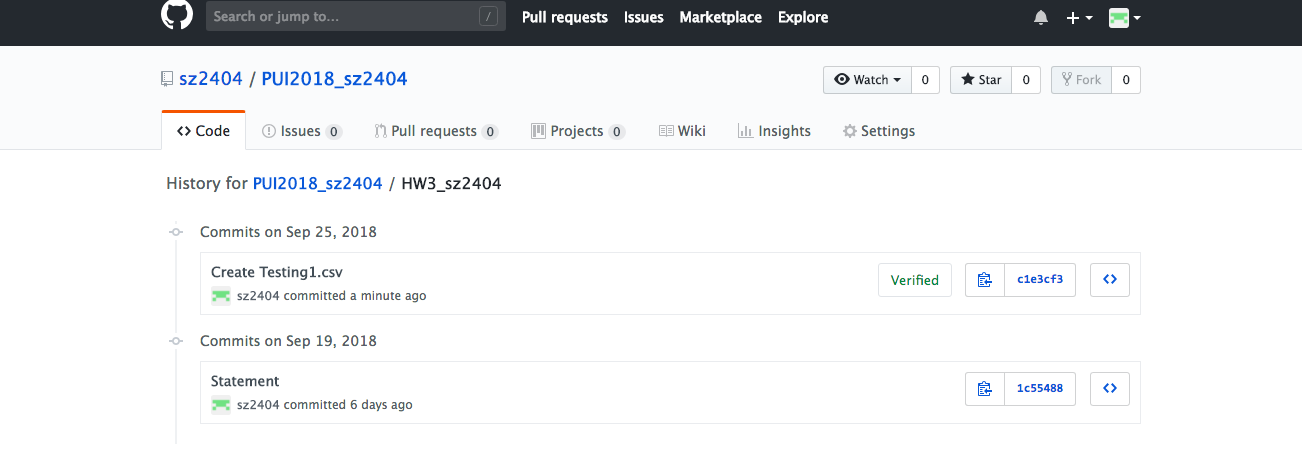 Search or jump to... / Pull requests Issues Marketplace Explore
sz2404 / PUI2018_sz2404 Watch 0 Star 0 Fork 0
Code Issues 0 Pull requests 0 Projects 0 Wiki Insights Settings
History for PUI2018_sz2404 / HW3_sz2404
Commits on Sep 25, 2018
Create Testing1.csv
Verified c1e3cf3
sz2404 committed a minute ago
Commits on Sep 19, 2018
Statement
1c55488
sz2404 committed 6 days ago